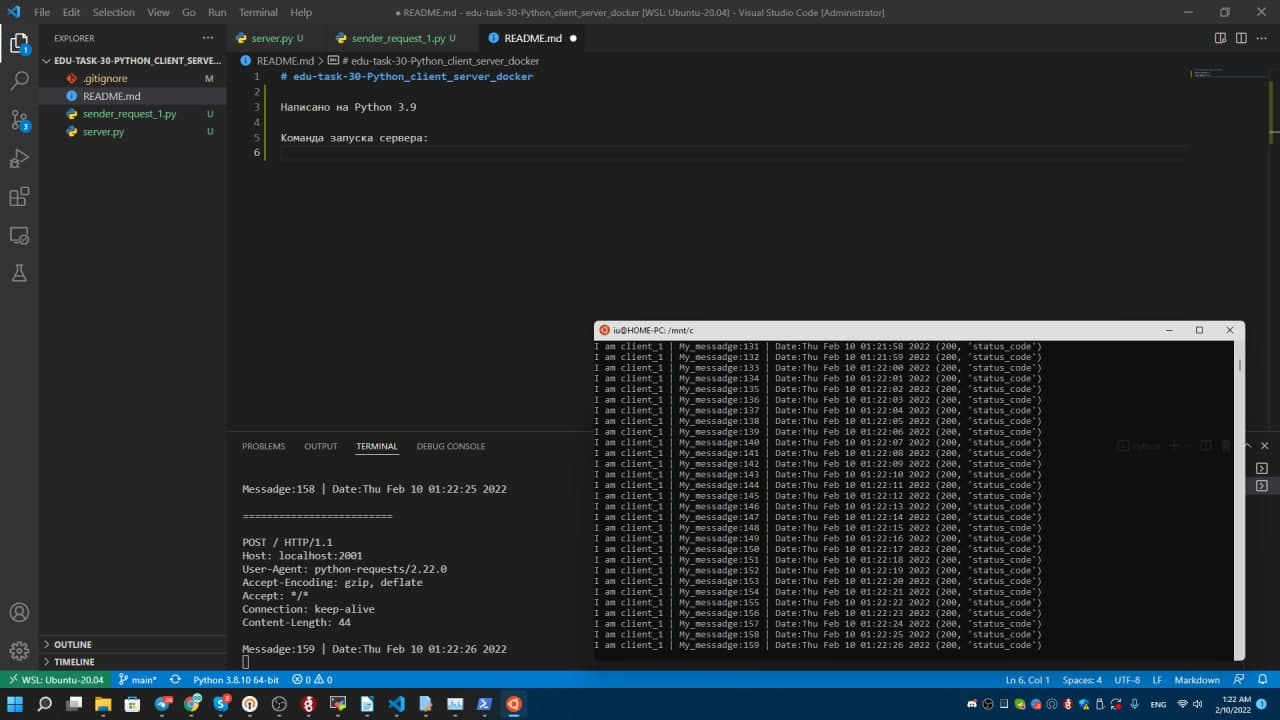 File Edit Selection View Go Run Terminal Help
● README.md - edu-task-30-Python_client_server_docker [WSL: Ubuntu-20.04] - Visual Studio Code [Administrator]
EXPLORER
EDU-TASK-30-PYTHON_CLIENT_SERVE...
.gitignore M
README.md
sender_request_1.py U
server.py U
OUTLINE
TIMELINE
server.py U sender_request_1.py U README.md ●
README.md > # edu-task-30-Python_client_server_docker
1 # edu-task-30-Python_client_server_docker
2
3 Написано на Python 3.9
4
5 Команда запуска сервера:
6
PROBLEMS OUTPUT TERMINAL DEBUG CONSOLE
Python
Messadge:158 | Date:Thu Feb 10 01:22:25 2022
=========================
POST / HTTP/1.1
Host: localhost:2001
User-Agent: python-requests/2.22.0
Accept-Encoding: gzip, deflate
Accept: */*
Connection: keep-alive
Content-Length: 44
Messadge:159 | Date:Thu Feb 10 01:22:26 2022
iu@HOME-PC: /mnt/c
I am client_1 | My_messadge:131 | Date:Thu Feb 10 01:21:58 2022 (200, 'status_code')
I am client_1 | My_messadge:132 | Date:Thu Feb 10 01:21:59 2022 (200, 'status_code')
I am client_1 | My_messadge:133 | Date:Thu Feb 10 01:22:00 2022 (200, 'status_code')
I am client_1 | My_messadge:134 | Date:Thu Feb 10 01:22:01 2022 (200, 'status_code')
I am client_1 | My_messadge:135 | Date:Thu Feb 10 01:22:02 2022 (200, 'status_code')
I am client_1 | My_messadge:136 | Date:Thu Feb 10 01:22:03 2022 (200, 'status_code')
I am client_1 | My_messadge:137 | Date:Thu Feb 10 01:22:04 2022 (200, 'status_code')
I am client_1 | My_messadge:138 | Date:Thu Feb 10 01:22:05 2022 (200, 'status_code')
I am client_1 | My_messadge:139 | Date:Thu Feb 10 01:22:06 2022 (200, 'status_code')
I am client_1 | My_messadge:140 | Date:Thu Feb 10 01:22:07 2022 (200, 'status_code')
I am client_1 | My_messadge:141 | Date:Thu Feb 10 01:22:08 2022 (200, 'status_code')
I am client_1 | My_messadge:142 | Date:Thu Feb 10 01:22:09 2022 (200, 'status_code')
I am client_1 | My_messadge:143 | Date:Thu Feb 10 01:22:10 2022 (200, 'status_code')
I am client_1 | My_messadge:144 | Date:Thu Feb 10 01:22:11 2022 (200, 'status_code')
I am client_1 | My_messadge:145 | Date:Thu Feb 10 01:22:12 2022 (200, 'status_code')
I am client_1 | My_messadge:146 | Date:Thu Feb 10 01:22:13 2022 (200, 'status_code')
I am client_1 | My_messadge:147 | Date:Thu Feb 10 01:22:14 2022 (200, 'status_code')
I am client_1 | My_messadge:148 | Date:Thu Feb 10 01:22:15 2022 (200, 'status_code')
I am client_1 | My_messadge:149 | Date:Thu Feb 10 01:22:16 2022 (200, 'status_code')
I am client_1 | My_messadge:150 | Date:Thu Feb 10 01:22:17 2022 (200, 'status_code')
I am client_1 | My_messadge:151 | Date:Thu Feb 10 01:22:18 2022 (200, 'status_code')
I am client_1 | My_messadge:152 | Date:Thu Feb 10 01:22:19 2022 (200, 'status_code')
I am client_1 | My_messadge:153 | Date:Thu Feb 10 01:22:20 2022 (200, 'status_code')
I am client_1 | My_messadge:154 | Date:Thu Feb 10 01:22:21 2022 (200, 'status_code')
I am client_1 | My_messadge:155 | Date:Thu Feb 10 01:22:22 2022 (200, 'status_code')
I am client_1 | My_messadge:156 | Date:Thu Feb 10 01:22:23 2022 (200, 'status_code')
I am client_1 | My_messadge:157 | Date:Thu Feb 10 01:22:24 2022 (200, 'status_code')
I am client_1 | My_messadge:158 | Date:Thu Feb 10 01:22:25 2022 (200, 'status_code')
I am client_1 | My_messadge:159 | Date:Thu Feb 10 01:22:26 2022 (200, 'status_code')
WSL: Ubuntu-20.04 main* Python 3.8.10 64-bit 0 0 Ln 6, Col 1 Spaces: 4 UTF-8 LF Markdown
ENG 1:22 AM
2/10/2022